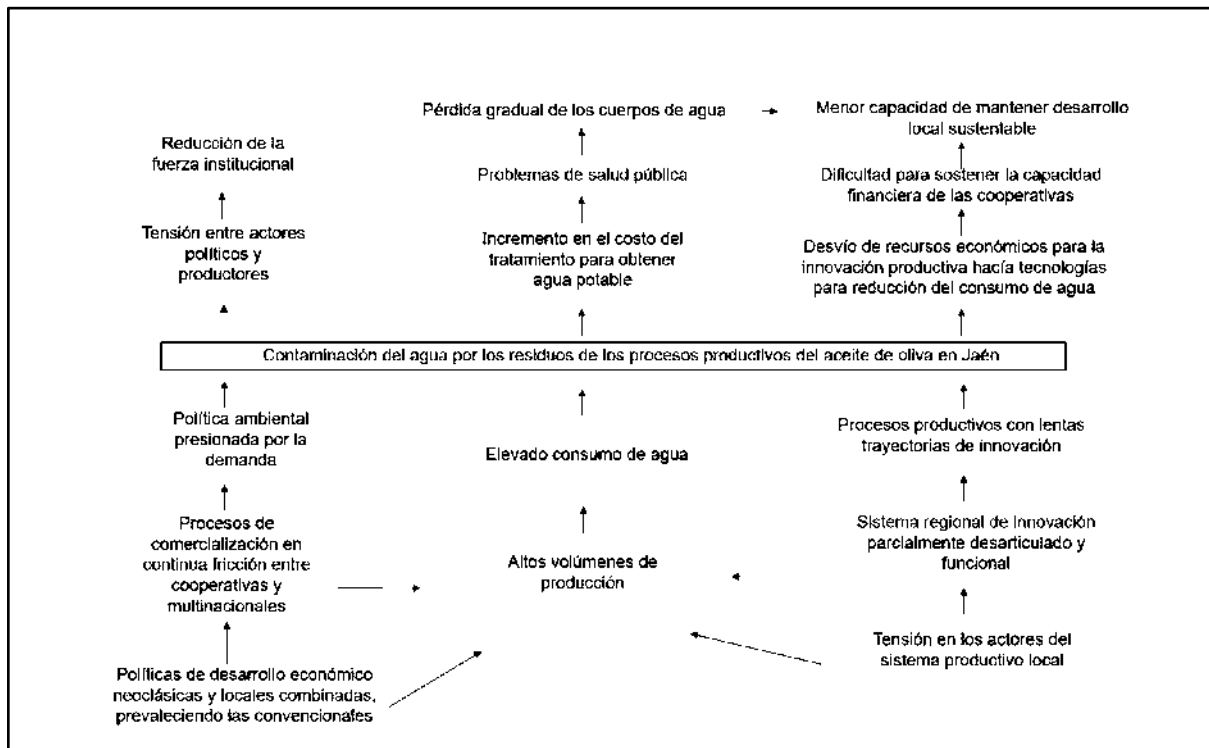 Pérdida gradual de los cuerpos de agua
Menor capacidad de mantener desarrollo
local sustentable
Reducción de la
fuerza institucional
Problemas de salud pública
Dificultad para sostener la capacidad
financiera de las cooperativas
Tensión entre actores
políticos y
productores
Incremento en el costo del
tratamiento para obtener
agua potable
Desvío de recursos económicos para la
innovación productiva hacía tecnologías
para reducción del consumo de agua
Contaminación del agua por los residuos de los procesos productivos del aceite de oliva en Jaén
Política ambiental
presionada por la
demanda
Elevado consumo de agua
Procesos productivos con lentas
trayectorias de innovación
Procesos de
comercialización en
continua fricción entre
cooperativas y
multinacionales
Altos volúmenes de
producción
Sistema regional de innovación
parcialmente desarticulado y
funcional
Políticas de desarrollo económico
neoclásicas y locales combinadas,
prevaleciendo las convencionales
Tensión en los actores del
sistema productivo local